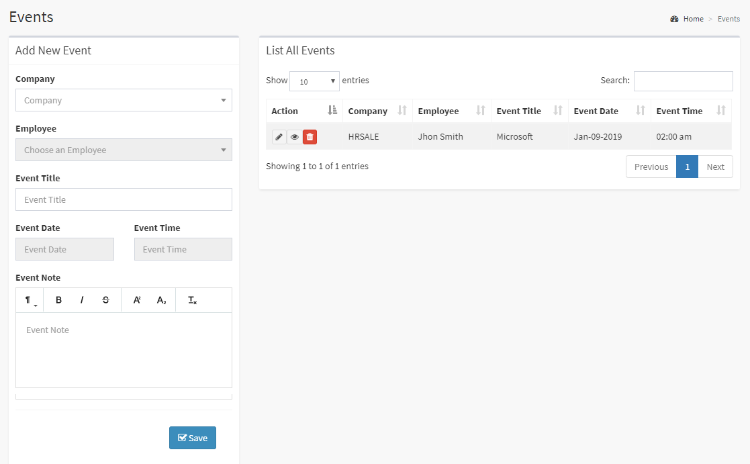 Events
Home > Events
Add New Event
Company
Company
Employee
Choose an Employee
Event Title
Event Title
Event Date Event Time
Event Date Event Time
Event Note
¶ B I S A¹ A₂ Tx
Event Note
Save
List All Events
Show 10 entries Search:
Action Company Employee Event Title Event Date Event Time
HRSALE Jhon Smith Microsoft Jan-09-2019 02:00 am
Showing 1 to 1 of 1 entries Previous 1 Next